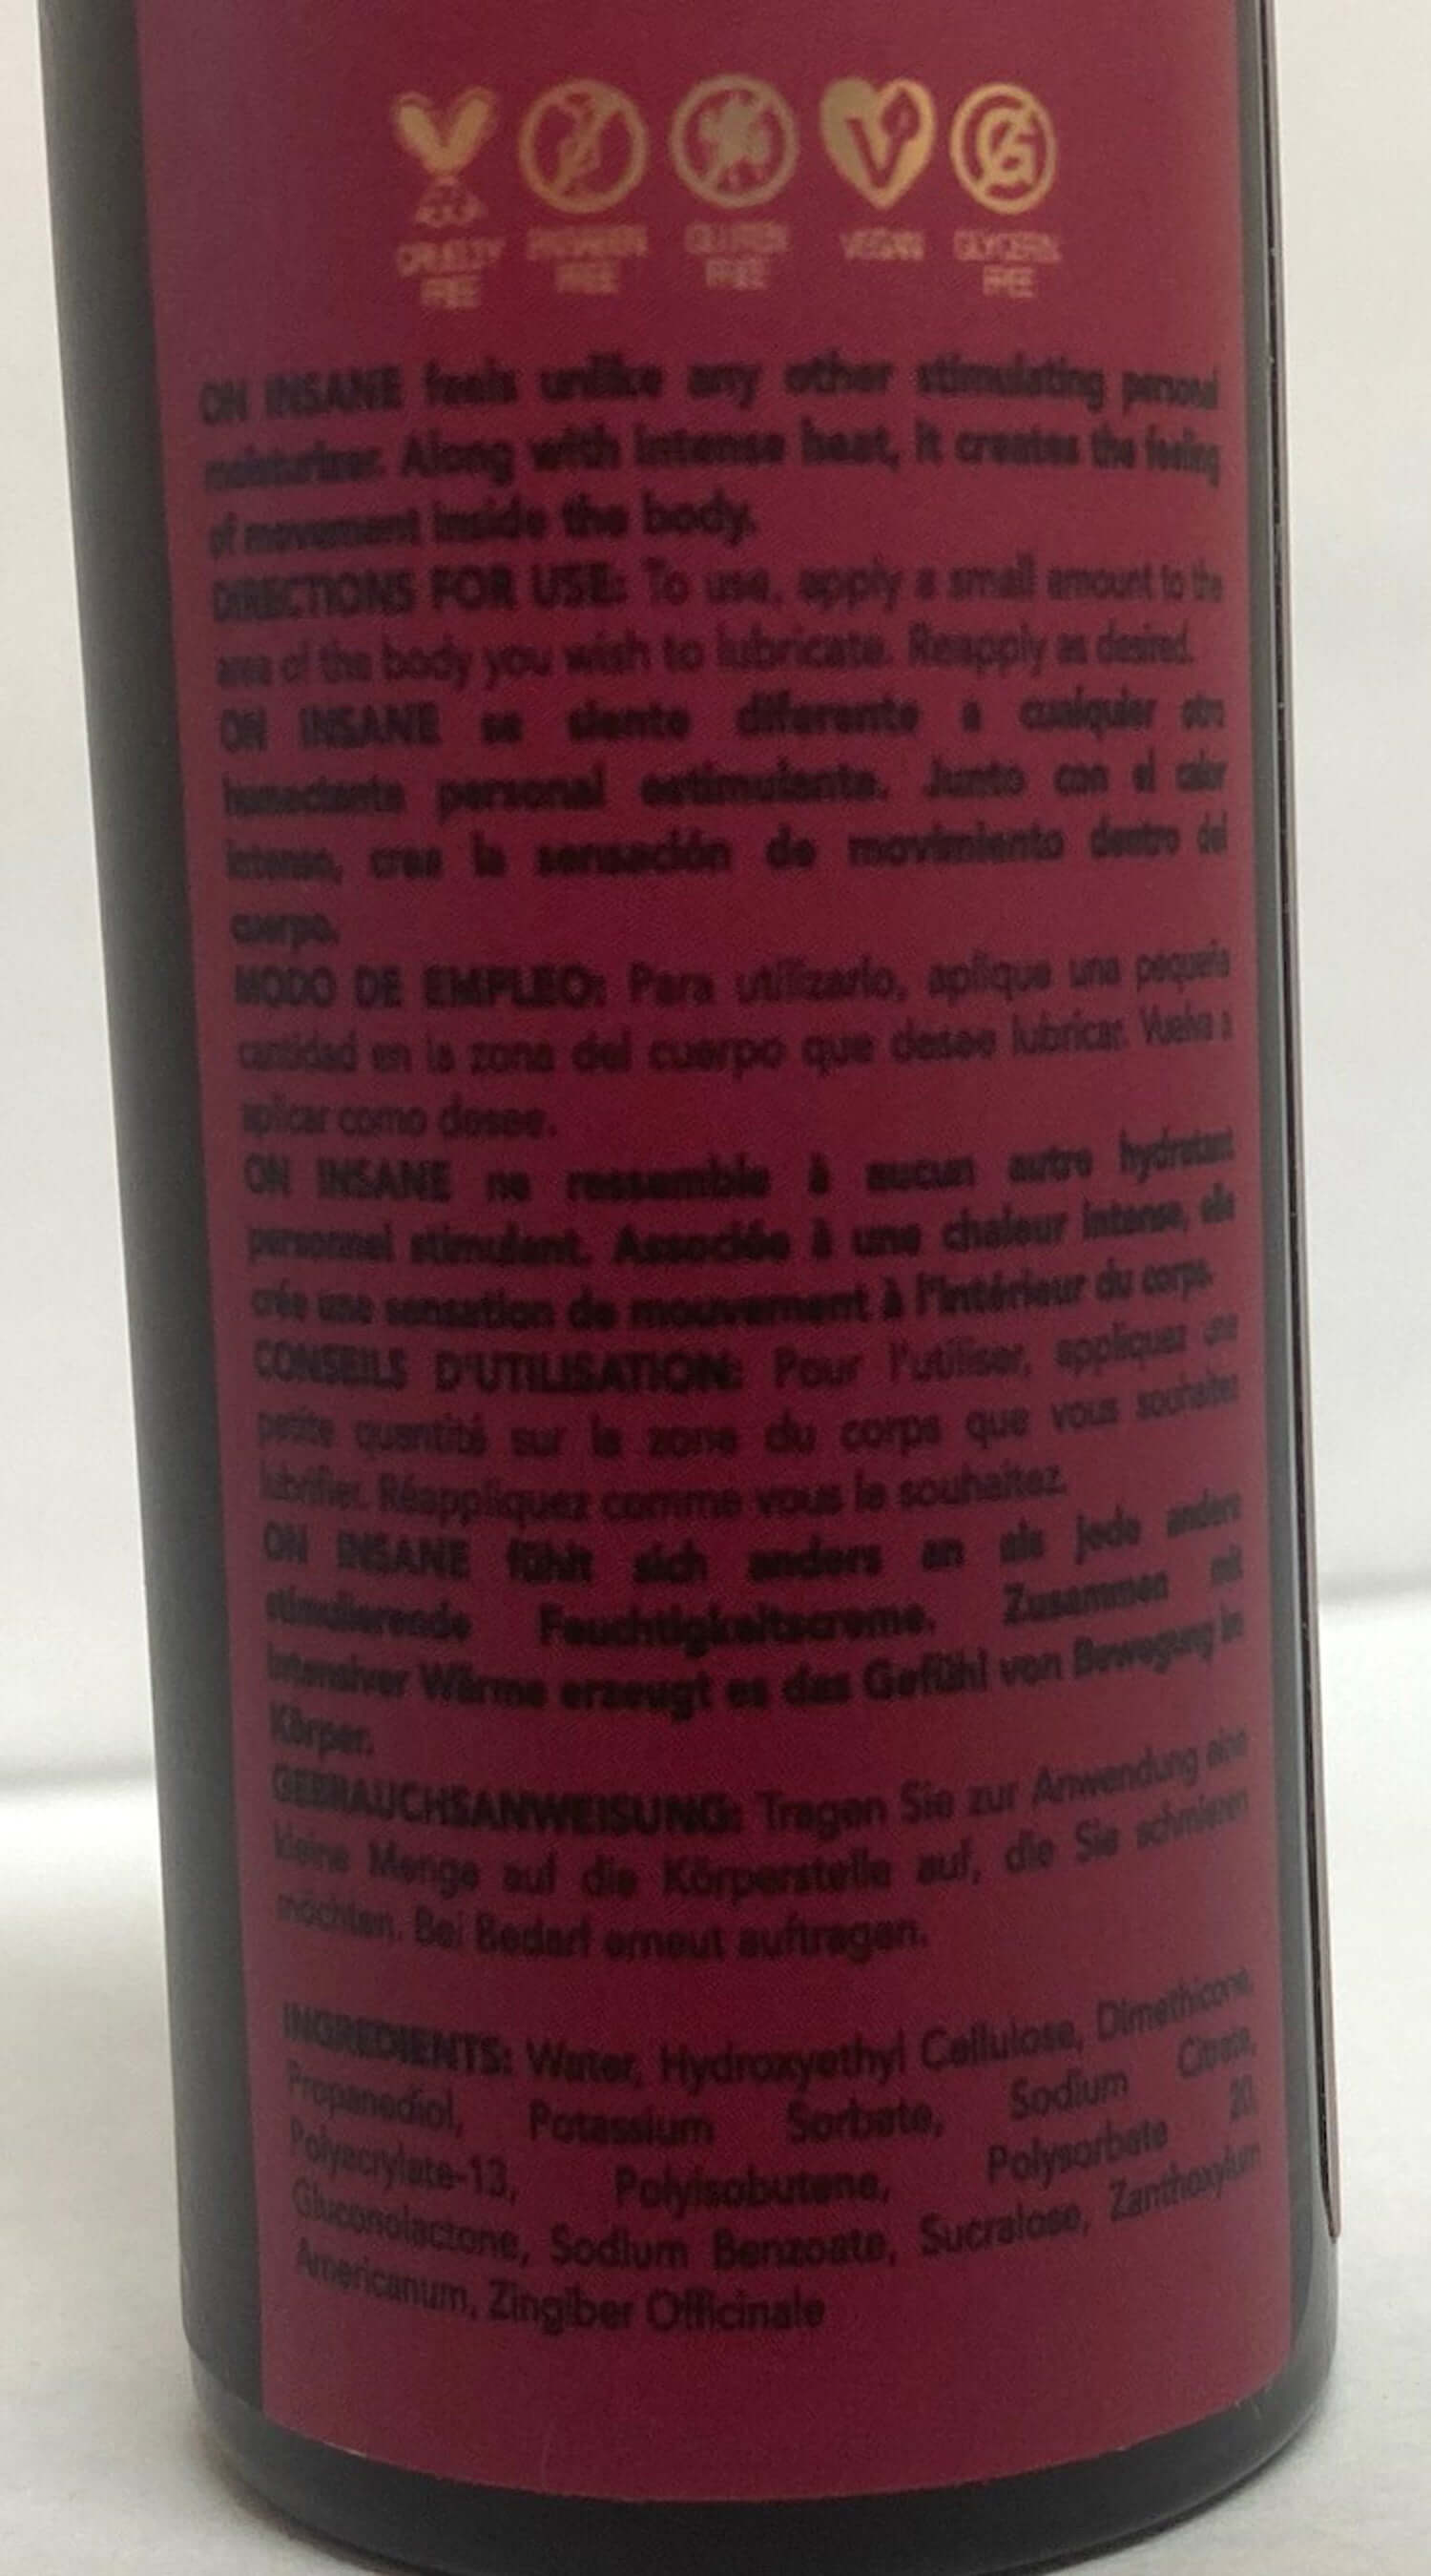 CRUELTY FREE
PARABEN FREE
GLUTEN FREE
VEGAN
GLYCERIN FREE
ON INSANE feels unlike any other stimulating personal
moisturizer. Along with intense heat, it creates the feeling
of movement inside the body.
DIRECTIONS FOR USE: To use, apply a small amount to the
area of the body you wish to lubricate. Reapply as desired.
ON INSANE se siente diferente a cualquier otro
humectante personal estimulante. Junto con el calor
intenso, crea la sensación de movimiento dentro del
cuerpo.
MODO DE EMPLEO: Para utilizarlo, aplique una pequeña
cantidad en la zona del cuerpo que desee lubricar. Vuelva a
aplicar como desee.
ON INSANE ne ressemble à aucun autre hydratant
personnel stimulant. Associée à une chaleur intense, elle
crée une sensation de mouvement à l'intérieur du corps.
CONSEILS D'UTILISATION: Pour l'utiliser, appliquez une
petite quantité sur la zone du corps que vous souhaitez
lubrifier. Réappliquez comme vous le souhaitez.
ON INSANE fühlt sich anders an als jede andere
stimulierende Feuchtigkeitscreme. Zusammen mit
intensiver Wärme erzeugt es das Gefühl von Bewegung im
Körper.
GEBRAUCHSANWEISUNG: Tragen Sie zur Anwendung eine
kleine Menge auf die Körperstelle auf, die Sie schmieren
möchten. Bei Bedarf erneut auftragen.
INGREDIENTS: Water, Hydroxyethyl Cellulose, Dimethicone,
Propanediol, Potassium Sorbate, Sodium Citrate,
Polyacrylate-13, Polyisobutene, Polysorbate 20,
Gluconolactone, Sodium Benzoate, Sucralose, Zanthoxylum
Americanum, Zingiber Officinale